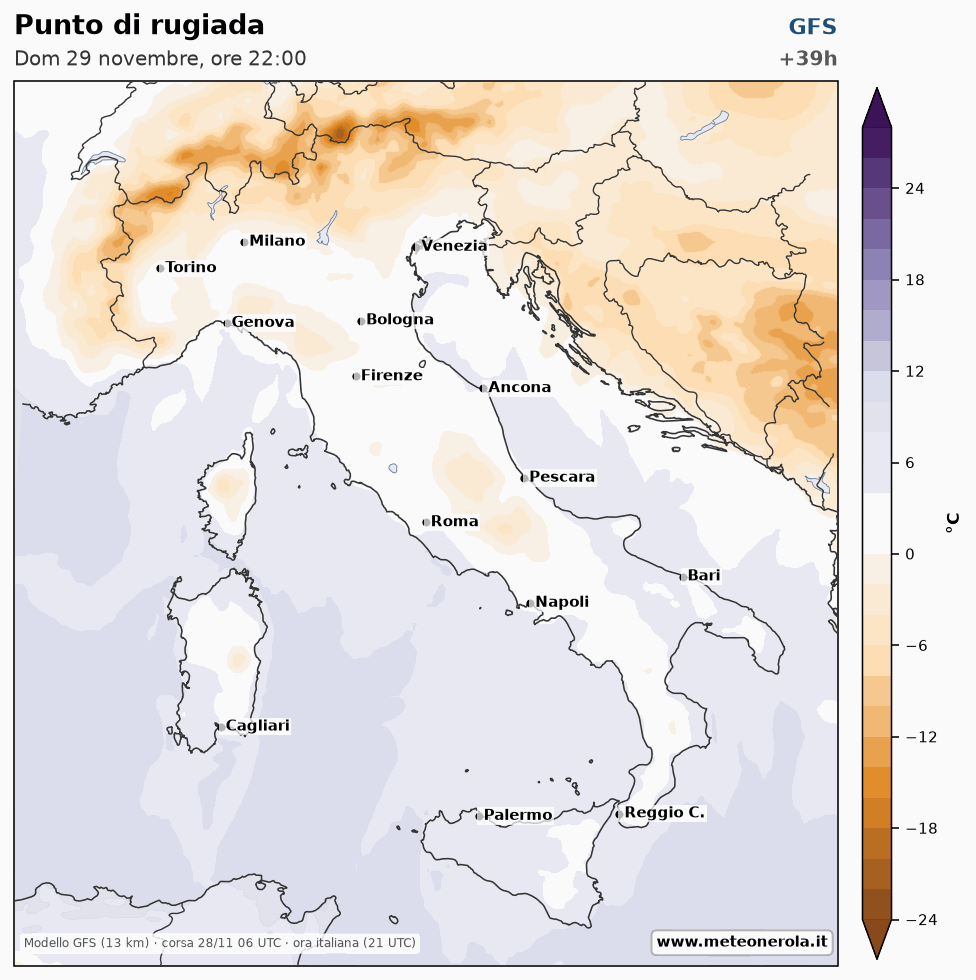 Punto di rugiada
GFS
Dom 29 novembre, ore 22:00
+39h
Milano
Venezia
Torino
Genova
Bologna
Firenze
Ancona
Pescara
Roma
Bari
Napoli
Cagliari
Palermo
Reggio C.
24
18
12
6
0
−6
−12
−18
−24
°C
Modello GFS (13 km) · corsa 28/11 06 UTC · ora italiana (21 UTC)
www.meteonerola.it